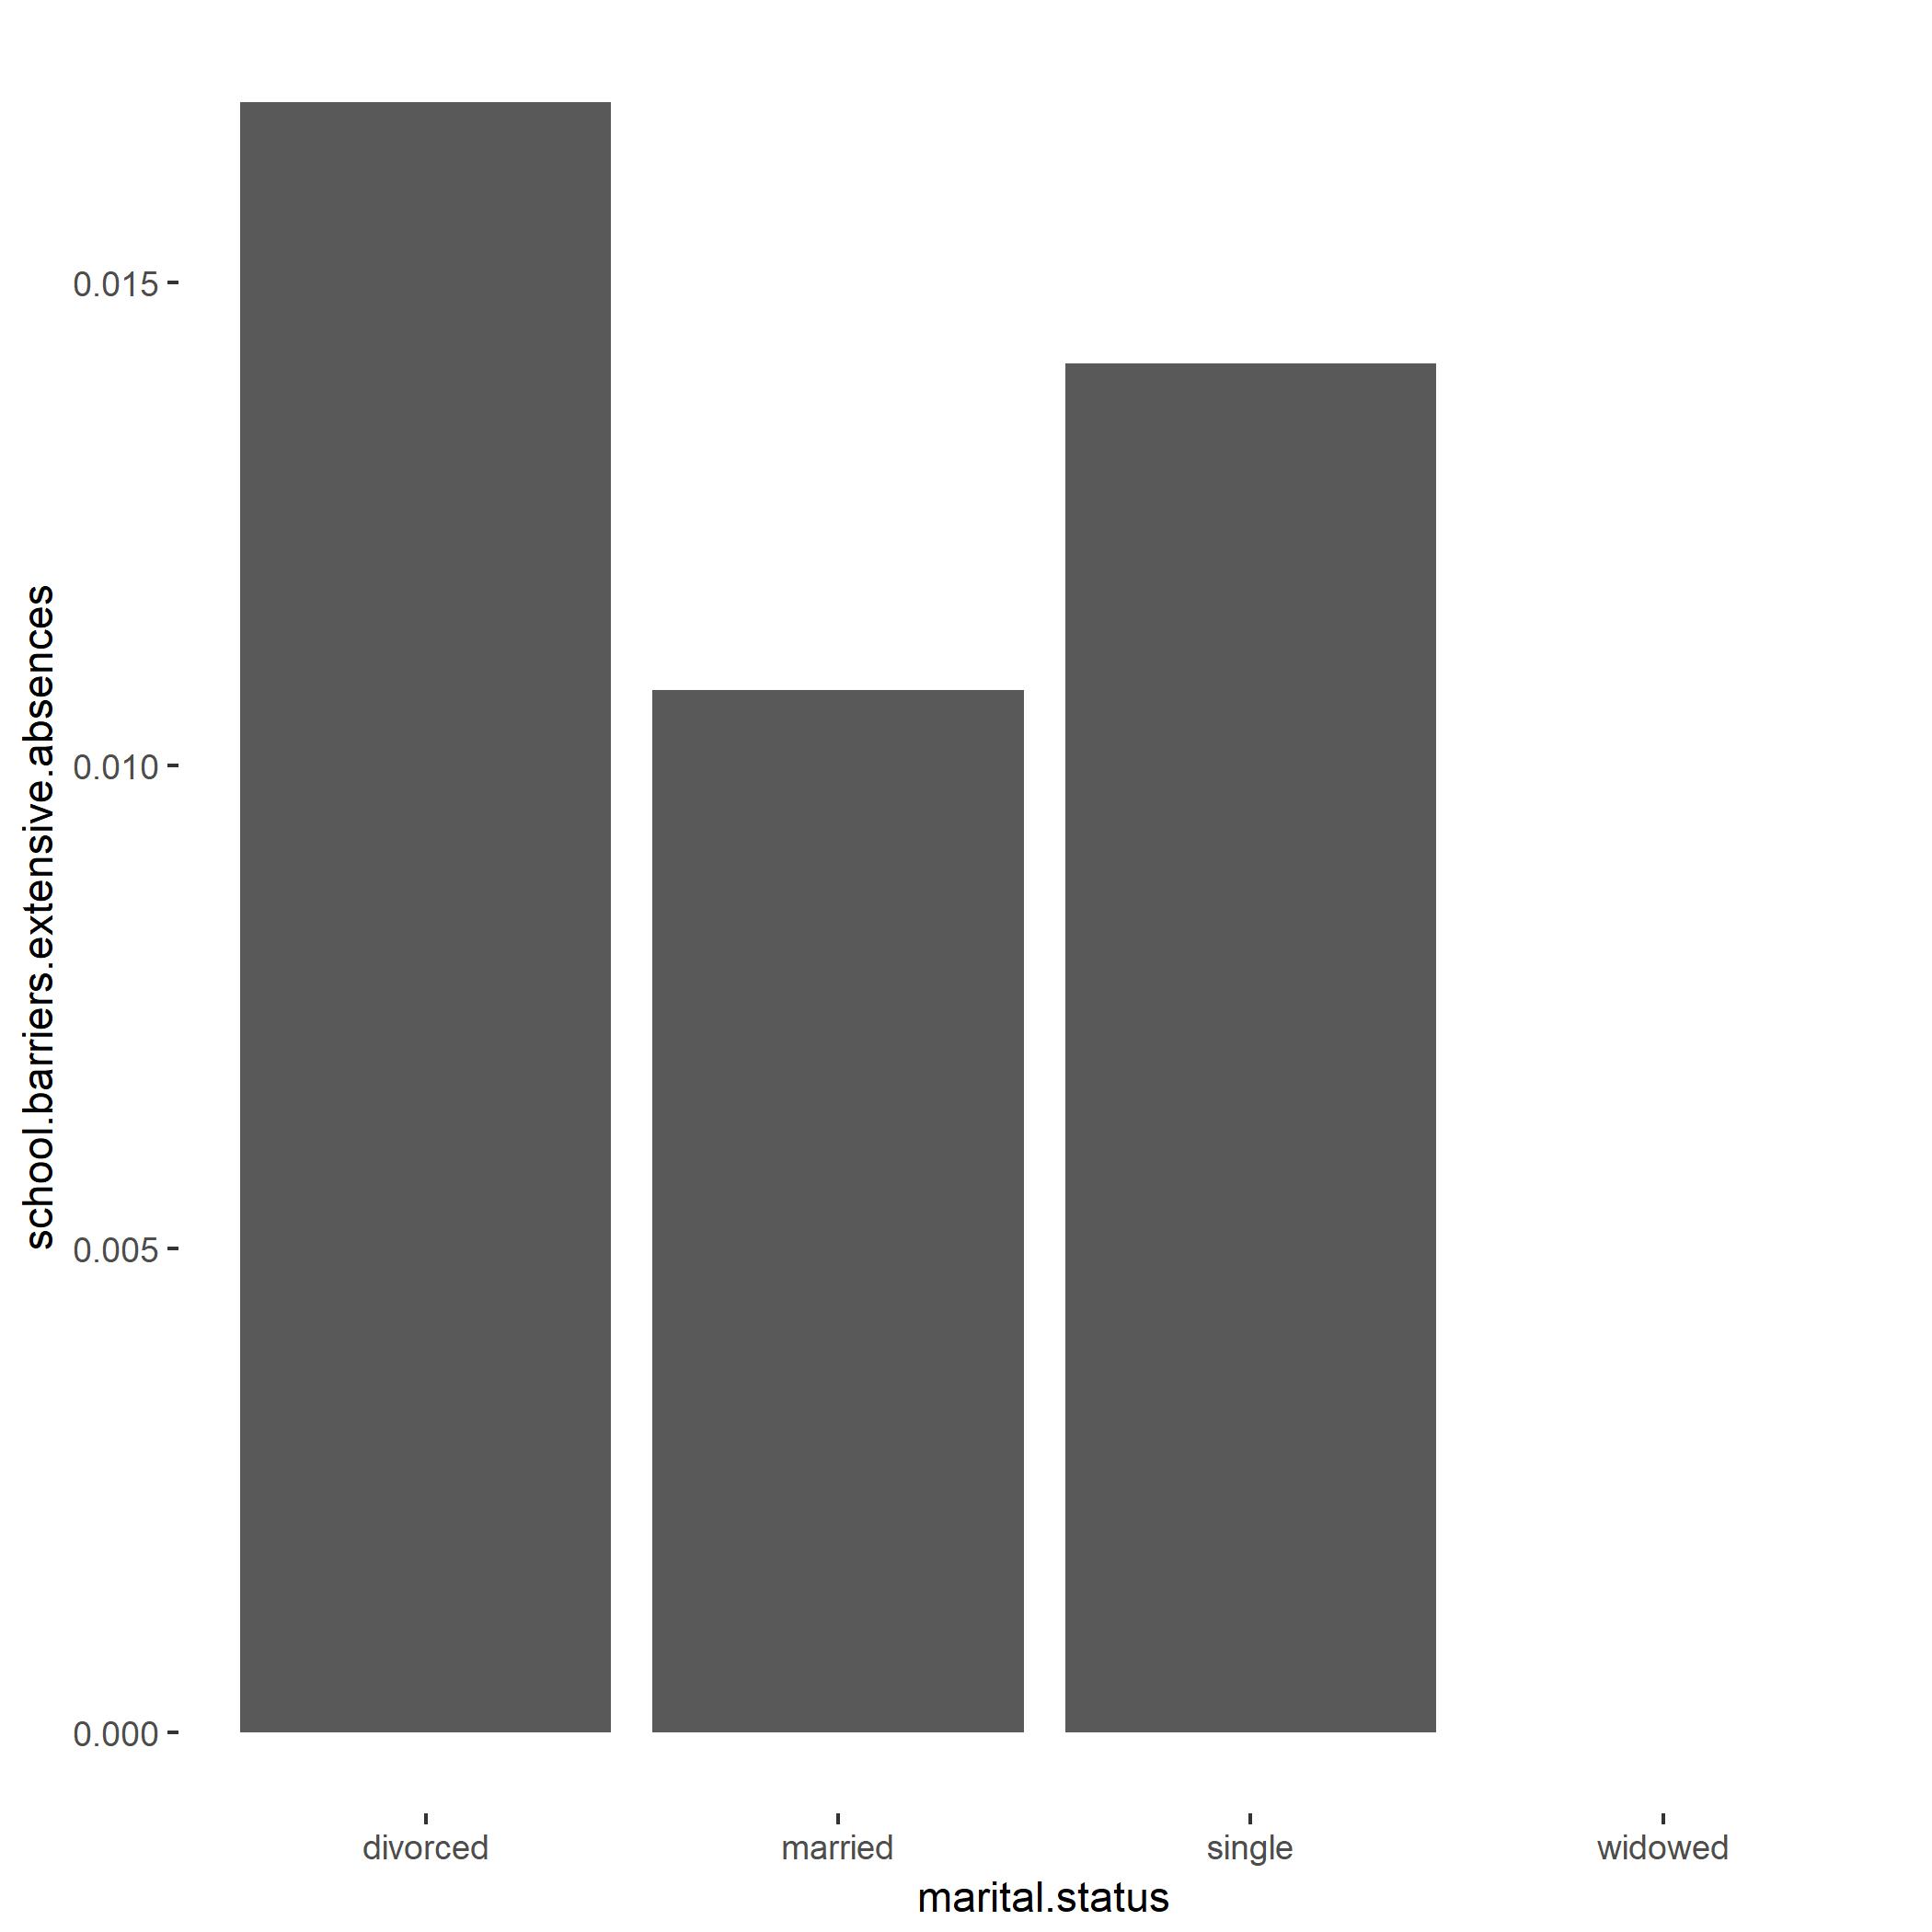 school.barriers.extensive.absences
0.015
0.010
0.005
0.000
divorced
married
single
widowed
marital.status